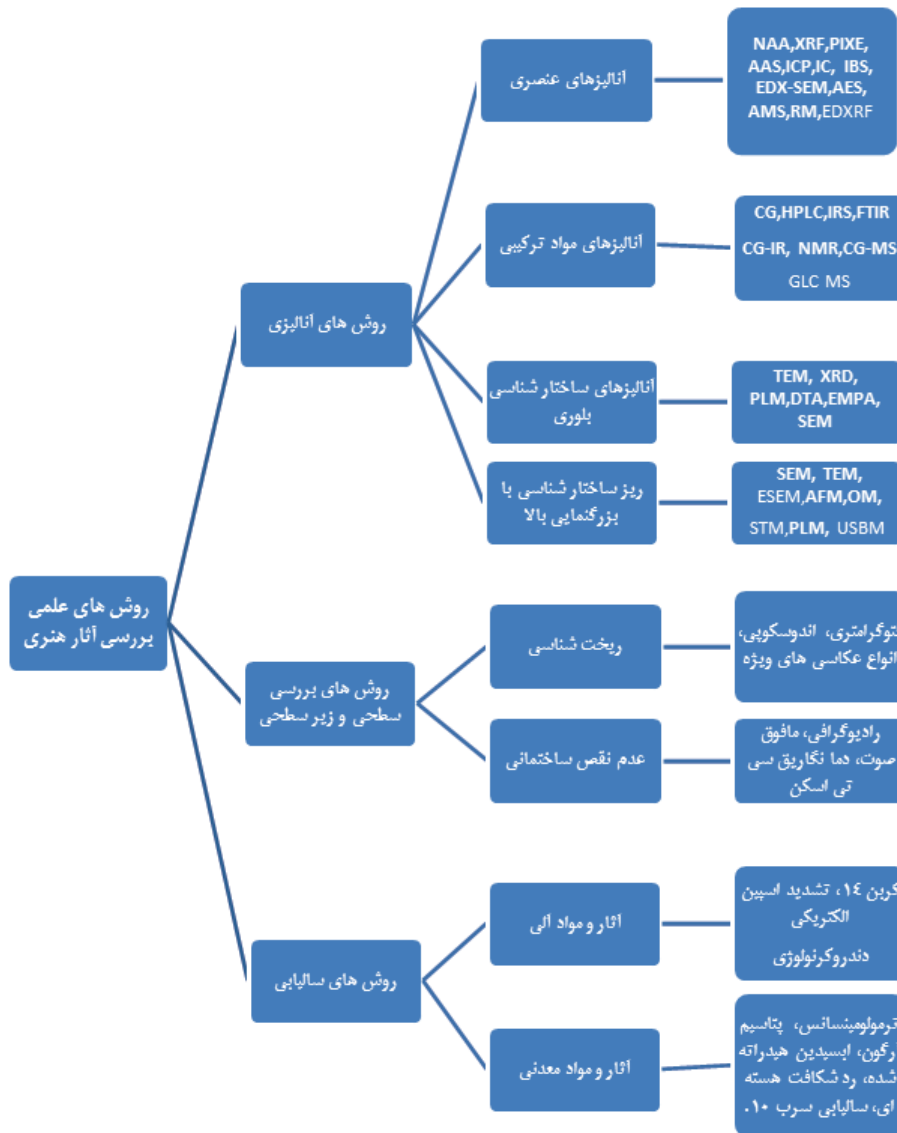 روش های علمی
بررسی آثار هنری
روش های آنالیزی
آنالیزهای عنصری
NAA,XRF,PIXE,
AAS,ICP,IC, IBS,
EDX-SEM,AES,
AMS,RM,EDXRF
آنالیزهای مواد ترکیبی
CG,HPLC,IRS,FTIR
CG-IR, NMR,CG-MS
GLC MS
آنالیزهای ساختار شناسی
بلوری
TEM, XRD,
PLM,DTA,EMPA,
SEM
ریز ساختار شناسی با
بزرگنمایی بالا
SEM, TEM,
ESEM,AFM,OM,
STM,PLM, USBM
روش های بررسی
سطحی و زیر سطحی
ریخت شناسی
توگرامتری، اندوسکوپی،
انواع عکاسی های ویژه
عدم نقص ساختمانی
رادیوگرافی، مافوق
صوت، دما نگاریق سی
تی اسکن
روش های سالیابی
آثار و مواد آلی
کربن ۱٤، تشدید اسپین
الکتریکی
دندروکرنولوژی
آثار و مواد معدنی
ترمولومینسانس، پتاسیم
آرگون، ابسیدین هیدراته
شده، رد شکافت هسته
ای، سالیابی سرب ۱۰.